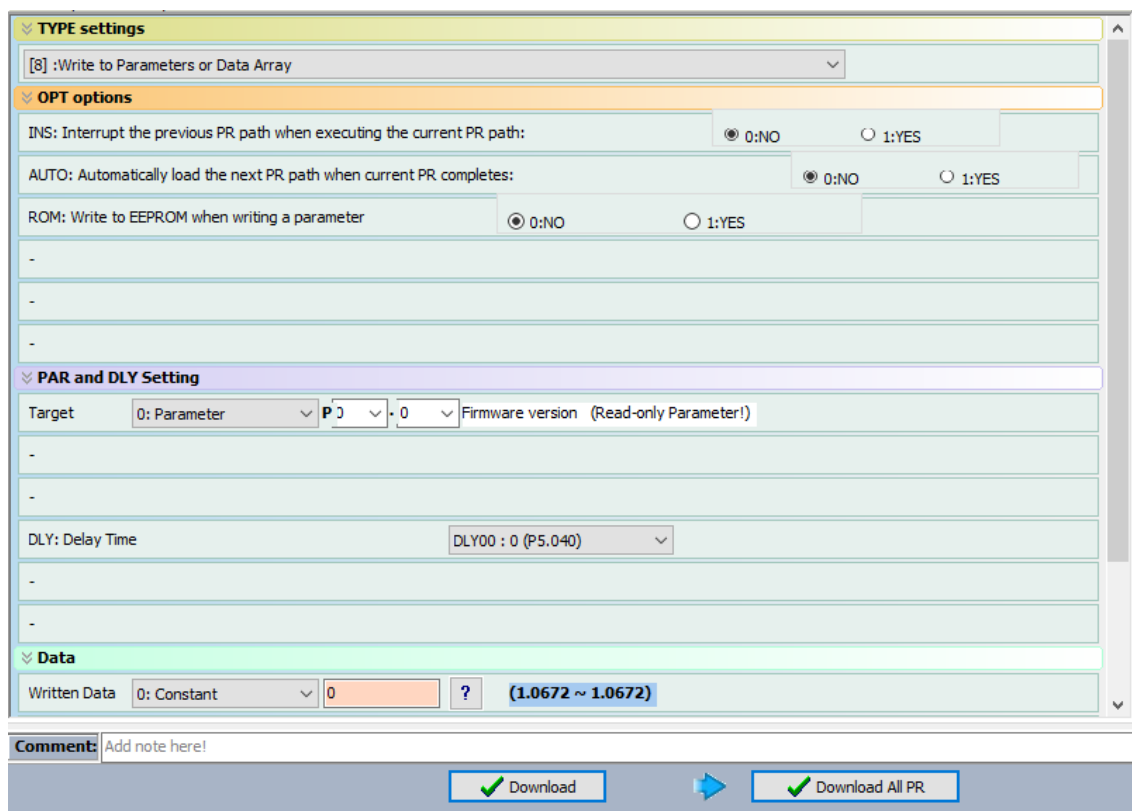 TYPE settings
[8] :Write to Parameters or Data Array
OPT options
INS: Interrupt the previous PR path when executing the current PR path: 0:NO 1:YES
AUTO: Automatically load the next PR path when current PR completes: 0:NO 1:YES
ROM: Write to EEPROM when writing a parameter 0:NO 1:YES
-
-
-
PAR and DLY Setting
Target 0: Parameter P 0 . 0 Firmware version (Read-only Parameter!)
-
-
DLY: Delay Time DLY00 : 0 (P5.040)
-
-
Data
Written Data 0: Constant 0 ? (1.0672 ~ 1.0672)
Comment: Add note here!
Download Download All PR